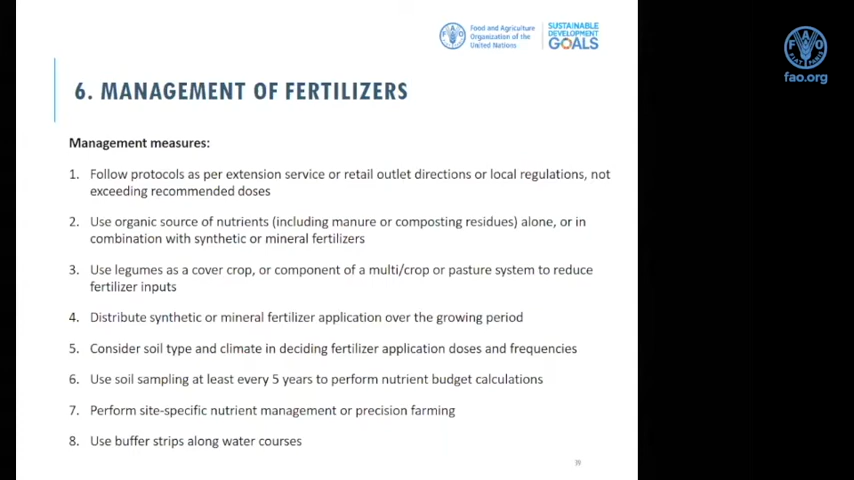 Food and Agriculture
Organization of the
United Nations
SUSTAINABLE
DEVELOPMENT
GOALS
FAO
FIAT PANIS
fao.org
6. MANAGEMENT OF FERTILIZERS
Management measures:
1. Follow protocols as per extension service or retail outlet directions or local regulations, not
exceeding recommended doses
2. Use organic source of nutrients (including manure or composting residues) alone, or in
combination with synthetic or mineral fertilizers
3. Use legumes as a cover crop, or component of a multi/crop or pasture system to reduce
fertilizer inputs
4. Distribute synthetic or mineral fertilizer application over the growing period
5. Consider soil type and climate in deciding fertilizer application doses and frequencies
6. Use soil sampling at least every 5 years to perform nutrient budget calculations
7. Perform site-specific nutrient management or precision farming
8. Use buffer strips along water courses